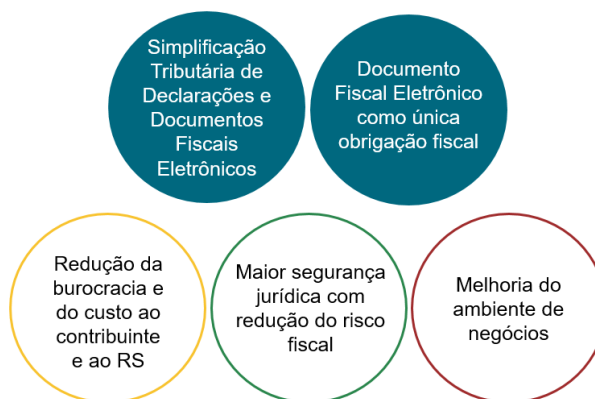 Simplificação
Tributária de
Declarações e
Documentos
Fiscais
Eletrônicos
Documento
Fiscal Eletrônico
como única
obrigação fiscal
Redução da
burocracia e
do custo ao
contribuinte
e ao RS
Maior segurança
jurídica com
redução do risco
fiscal
Melhoria do
ambiente de
negócios